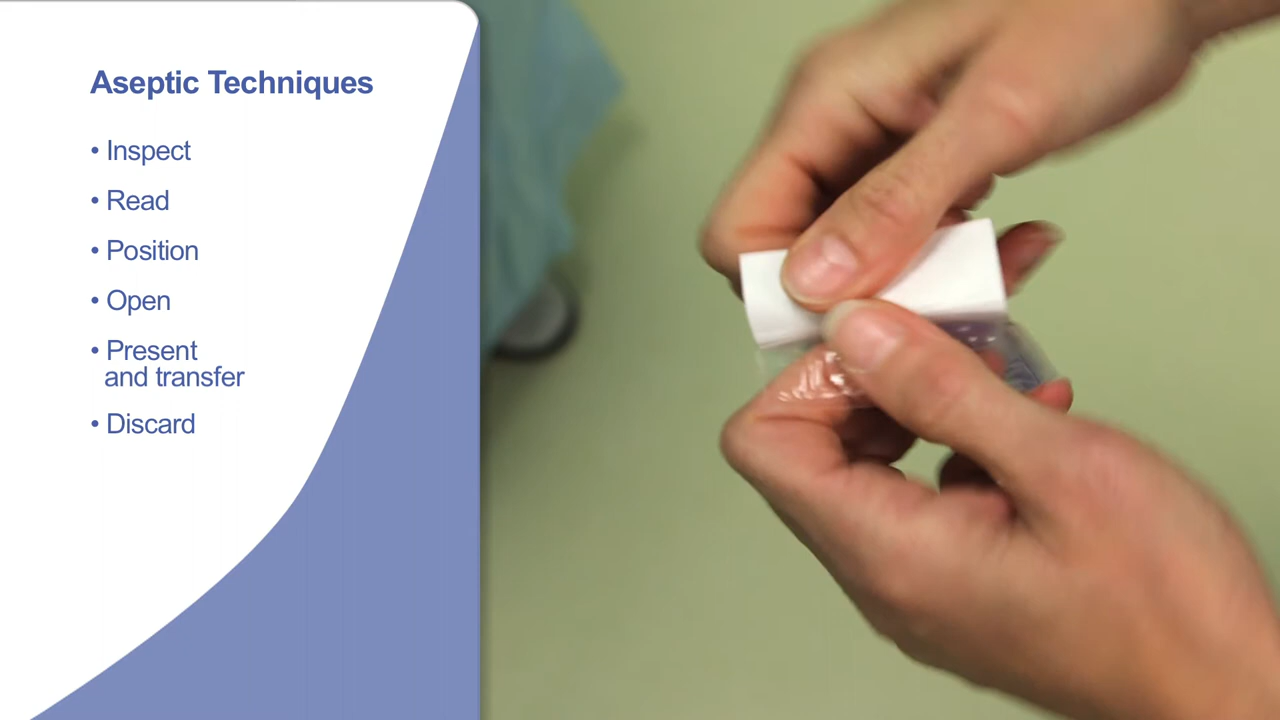 Aseptic Techniques
• Inspect
• Read
• Position
• Open
• Present
and transfer
• Discard